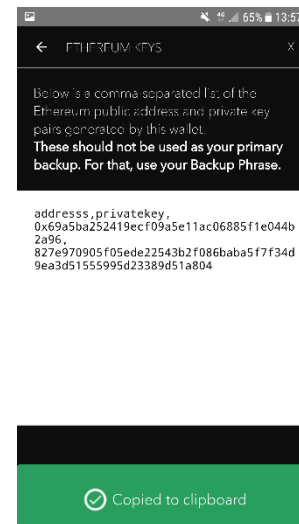 4G 65% 13:57
ETHEREUM KEYS X
Below is a comma-separated list of the
Ethereum public address and private key
pairs generated by this wallet.
These should not be used as your primary
backup. For that, use your Backup Phrase.
addresss,privatekey,
0x69a5ba252419ecf09a5e11ac06885f1e044b
2a96,
827e970905f05ede22543b2f086baba5f7f34d
9ea3d51555995d23389d51a804
Copied to clipboard